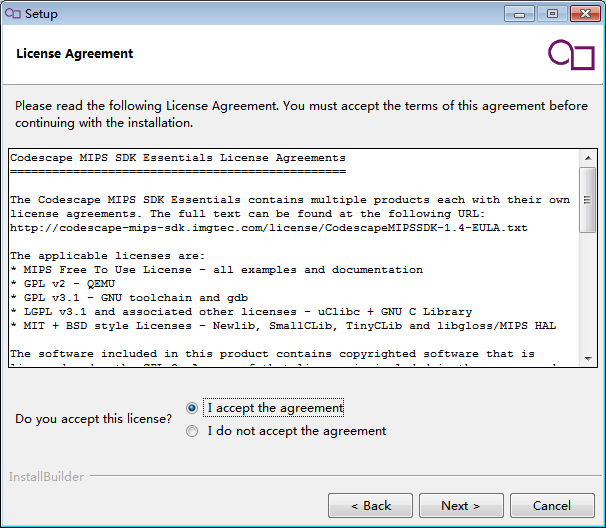 Setup
License Agreement
Please read the following License Agreement. You must accept the terms of this agreement before
continuing with the installation.
Codescape MIPS SDK Essentials License Agreements
================================================
The Codescape MIPS SDK Essentials contains multiple products each with their own
license agreements. The full text can be found at the following URL:
http://codescape-mips-sdk.imgtec.com/license/CodescapeMIPSSDK-1.4-EULA.txt
The applicable licenses are:
* MIPS Free To Use License - all examples and documentation
* GPL v2 - QEMU
* GPL v3.1 - GNU toolchain and gdb
* LGPL v3.1 and associated other licenses - uClibc + GNU C Library
* MIT + BSD style Licenses - Newlib, SmallCLib, TinyCLib and libgloss/MIPS HAL
The software included in this product contains copyrighted software that is
Do you accept this license?
I accept the agreement
I do not accept the agreement
InstallBuilder
< Back
Next >
Cancel